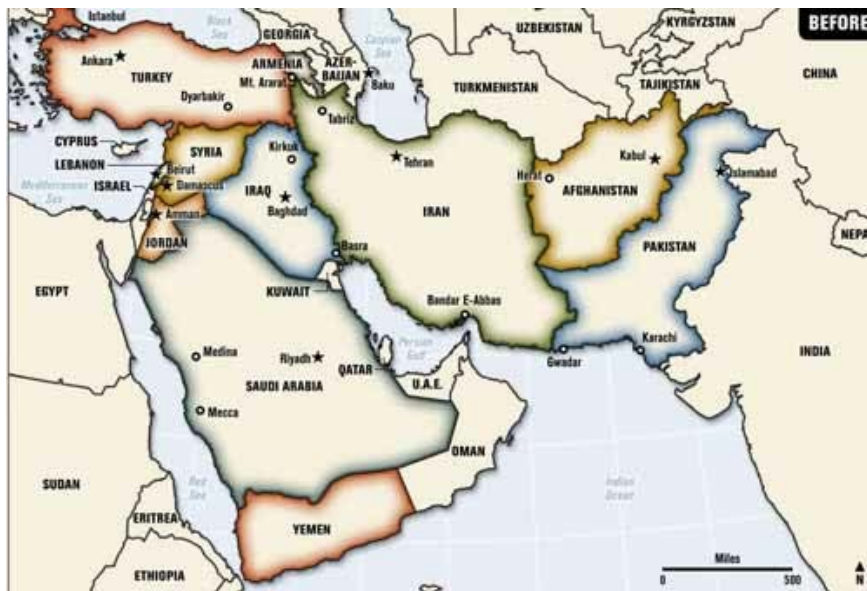 BEFORE
Istanbul
Black
Sea
GEORGIA
Caspian
Sea
UZBEKISTAN
KYRGYZSTAN
Ankara
TURKEY
ARMENIA
Mt. Ararat
AZER-
BAIJAN
Baku
TURKMENISTAN
TAJIKISTAN
CHINA
Dyarbakir
Tabriz
CYPRUS
SYRIA
Kirkuk
Tehran
Herat
Kabul
Islamabad
LEBANON
Beirut
Mediterranean
Sea
ISRAEL
Damascus
IRAQ
Baghdad
IRAN
AFGHANISTAN
Amman
JORDAN
Basra
PAKISTAN
NEPA
EGYPT
KUWAIT
Bandar E-Abbas
Persian
Gulf
Gwadar
Karachi
INDIA
Medina
Riyadh
QATAR
U.A.E.
SAUDI ARABIA
Mecca
OMAN
SUDAN
Red
Sea
Indian
Ocean
ERITREA
YEMEN
ETHIOPIA
Miles
0
500
N